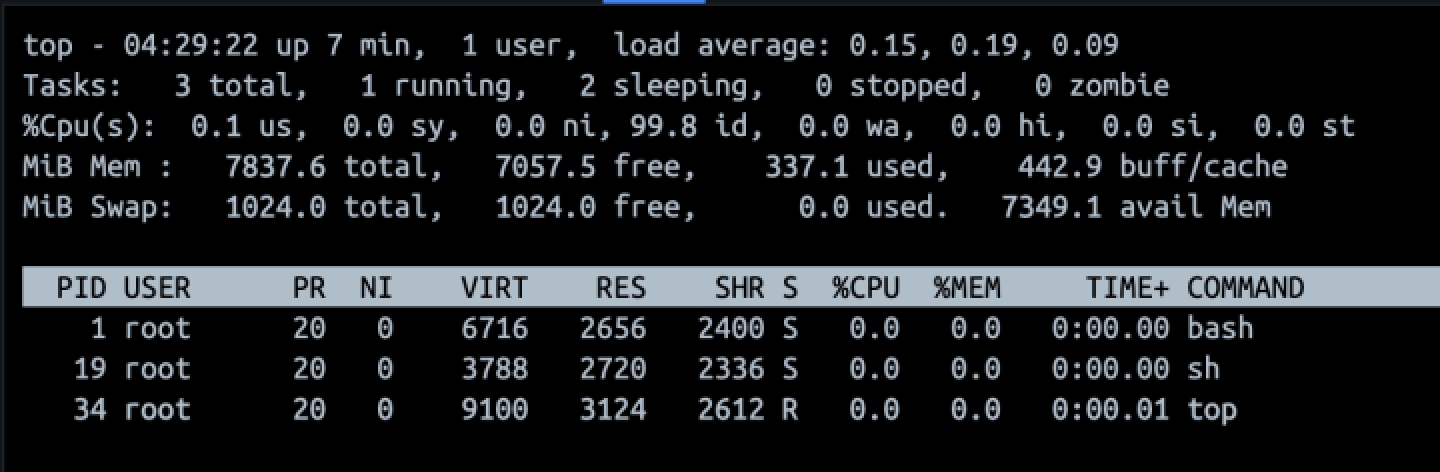 top - 04:29:22 up 7 min,  1 user,  load average: 0.15, 0.19, 0.09
Tasks:   3 total,   1 running,   2 sleeping,   0 stopped,   0 zombie
%Cpu(s):  0.1 us,  0.0 sy,  0.0 ni, 99.8 id,  0.0 wa,  0.0 hi,  0.0 si,  0.0 st
MiB Mem :   7837.6 total,   7057.5 free,    337.1 used,    442.9 buff/cache
MiB Swap:   1024.0 total,   1024.0 free,      0.0 used.   7349.1 avail Mem
  PID USER      PR  NI    VIRT    RES    SHR S  %CPU  %MEM     TIME+ COMMAND
    1 root      20   0    6716   2656   2400 S   0.0   0.0   0:00.00 bash
   19 root      20   0    3788   2720   2336 S   0.0   0.0   0:00.00 sh
   34 root      20   0    9100   3124   2612 R   0.0   0.0   0:00.01 top